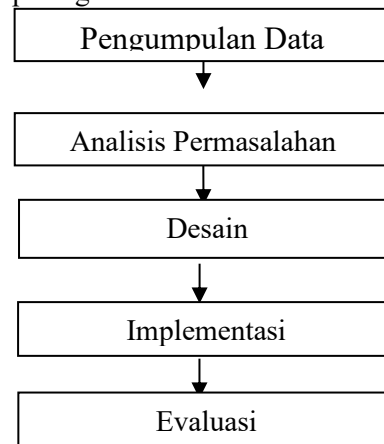 Pengumpulan Data
Analisis Permasalahan
Desain
Implementasi
Evaluasi